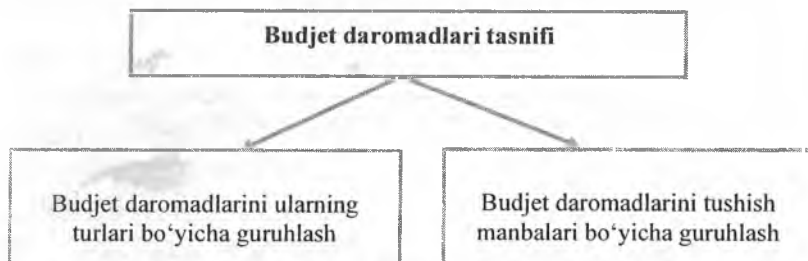 Budjet daromadlari tasnifi
Budjet daromadlarini ularning
turlari bo‘yicha guruhlash
Budjet daromadlarini tushish
manbalari bo‘yicha guruhlash